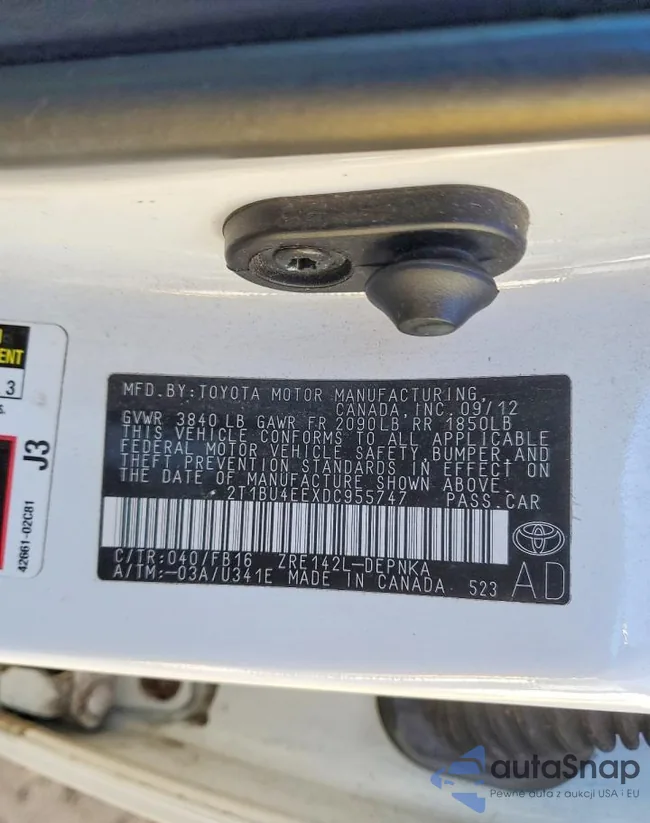 MFD. BY: TOYOTA MOTOR MANUFACTURING,
CANADA, INC. 09/12
GVWR 3840 LB GAWR FR 2090LB RR 1850LB
THIS VEHICLE CONFORMS TO ALL APPLICABLE
FEDERAL MOTOR VEHICLE SAFETY, BUMPER AND
THEFT PREVENTION STANDARDS IN EFFECT ON
THE DATE OF MANUFACTURE SHOWN ABOVE.
2T1BU4EEXDC955747 PASS.CAR
C/TR:040/FB16 ZRE142L-DEPNKA
A/TM:-03A/U341E MADE IN CANADA 523 AD
3
J3
42661-02C81
autoSnap
Pewne auta z aukcji USA i EU